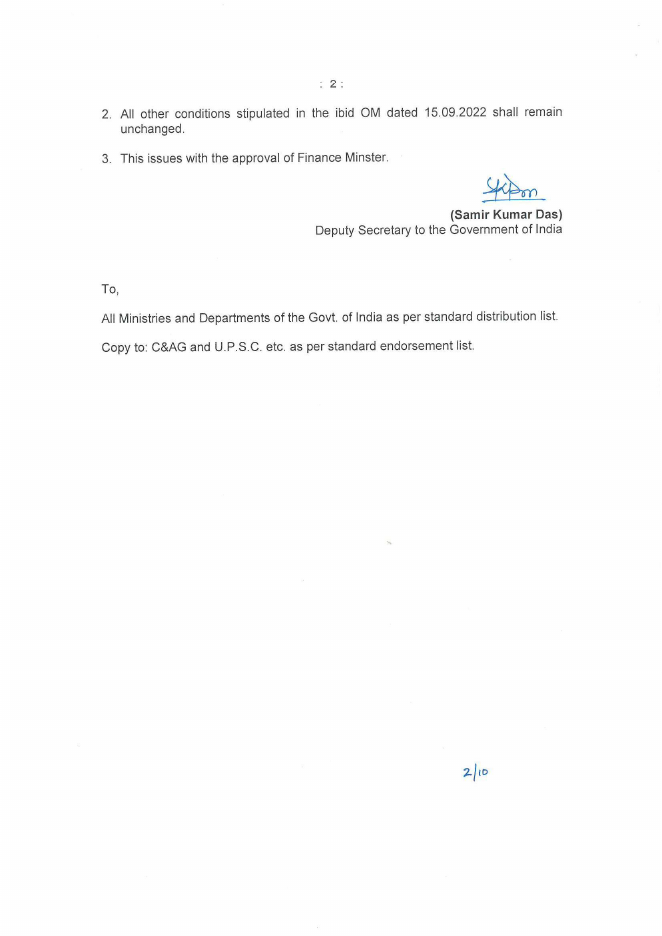 : 2 :
2. All other conditions stipulated in the ibid OM dated 15.09.2022 shall remain
unchanged.
3. This issues with the approval of Finance Minster.
(Samir Kumar Das)
Deputy Secretary to the Government of India
To,
All Ministries and Departments of the Govt. of India as per standard distribution list.
Copy to: C&AG and U.P.S.C. etc. as per standard endorsement list.
2/10